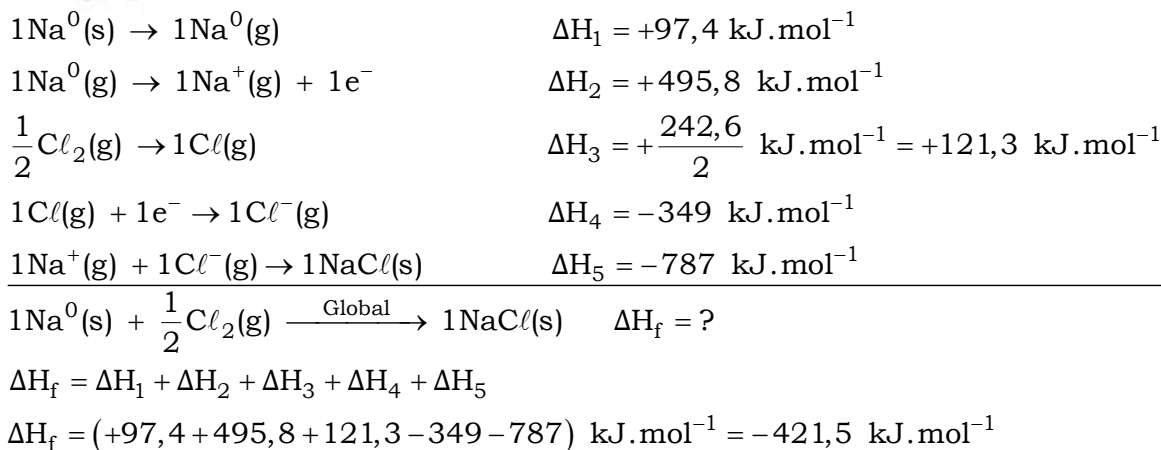 1Na⁰(s) → 1Na⁰(g) ΔH₁ = +97,4 kJ.mol⁻¹
1Na⁰(g) → 1Na⁺(g) + 1e⁻ ΔH₂ = +495,8 kJ.mol⁻¹
1/2 Cℓ₂(g) → 1Cℓ(g) ΔH₃ = + 242,6/2 kJ.mol⁻¹ = +121,3 kJ.mol⁻¹
1Cℓ(g) + 1e⁻ → 1Cℓ⁻(g) ΔH₄ = −349 kJ.mol⁻¹
1Na⁺(g) + 1Cℓ⁻(g) → 1NaCℓ(s) ΔH₅ = −787 kJ.mol⁻¹
1Na⁰(s) + 1/2 Cℓ₂(g) Global → 1NaCℓ(s) ΔH_f = ?
ΔH_f = ΔH₁ + ΔH₂ + ΔH₃ + ΔH₄ + ΔH₅
ΔH_f = (+97,4 + 495,8 + 121,3 − 349 − 787) kJ.mol⁻¹ = −421,5 kJ.mol⁻¹